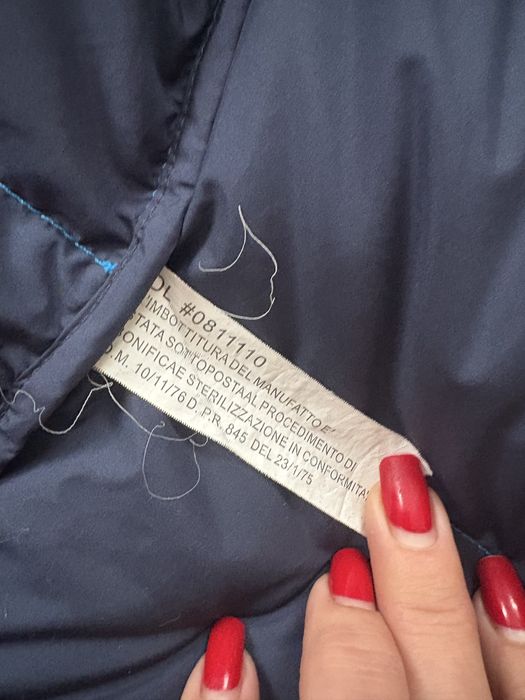 OL #0811110
L'IMBOTTITURA DEL MANUFATTO E'
STATA SOTTOPOSTA AL PROCEDIMENTO DI
BONIFICA E STERILIZZAZIONE IN CONFORMITA
D.M. 10/11/76 D. P.R. 845 DEL 23/1/75